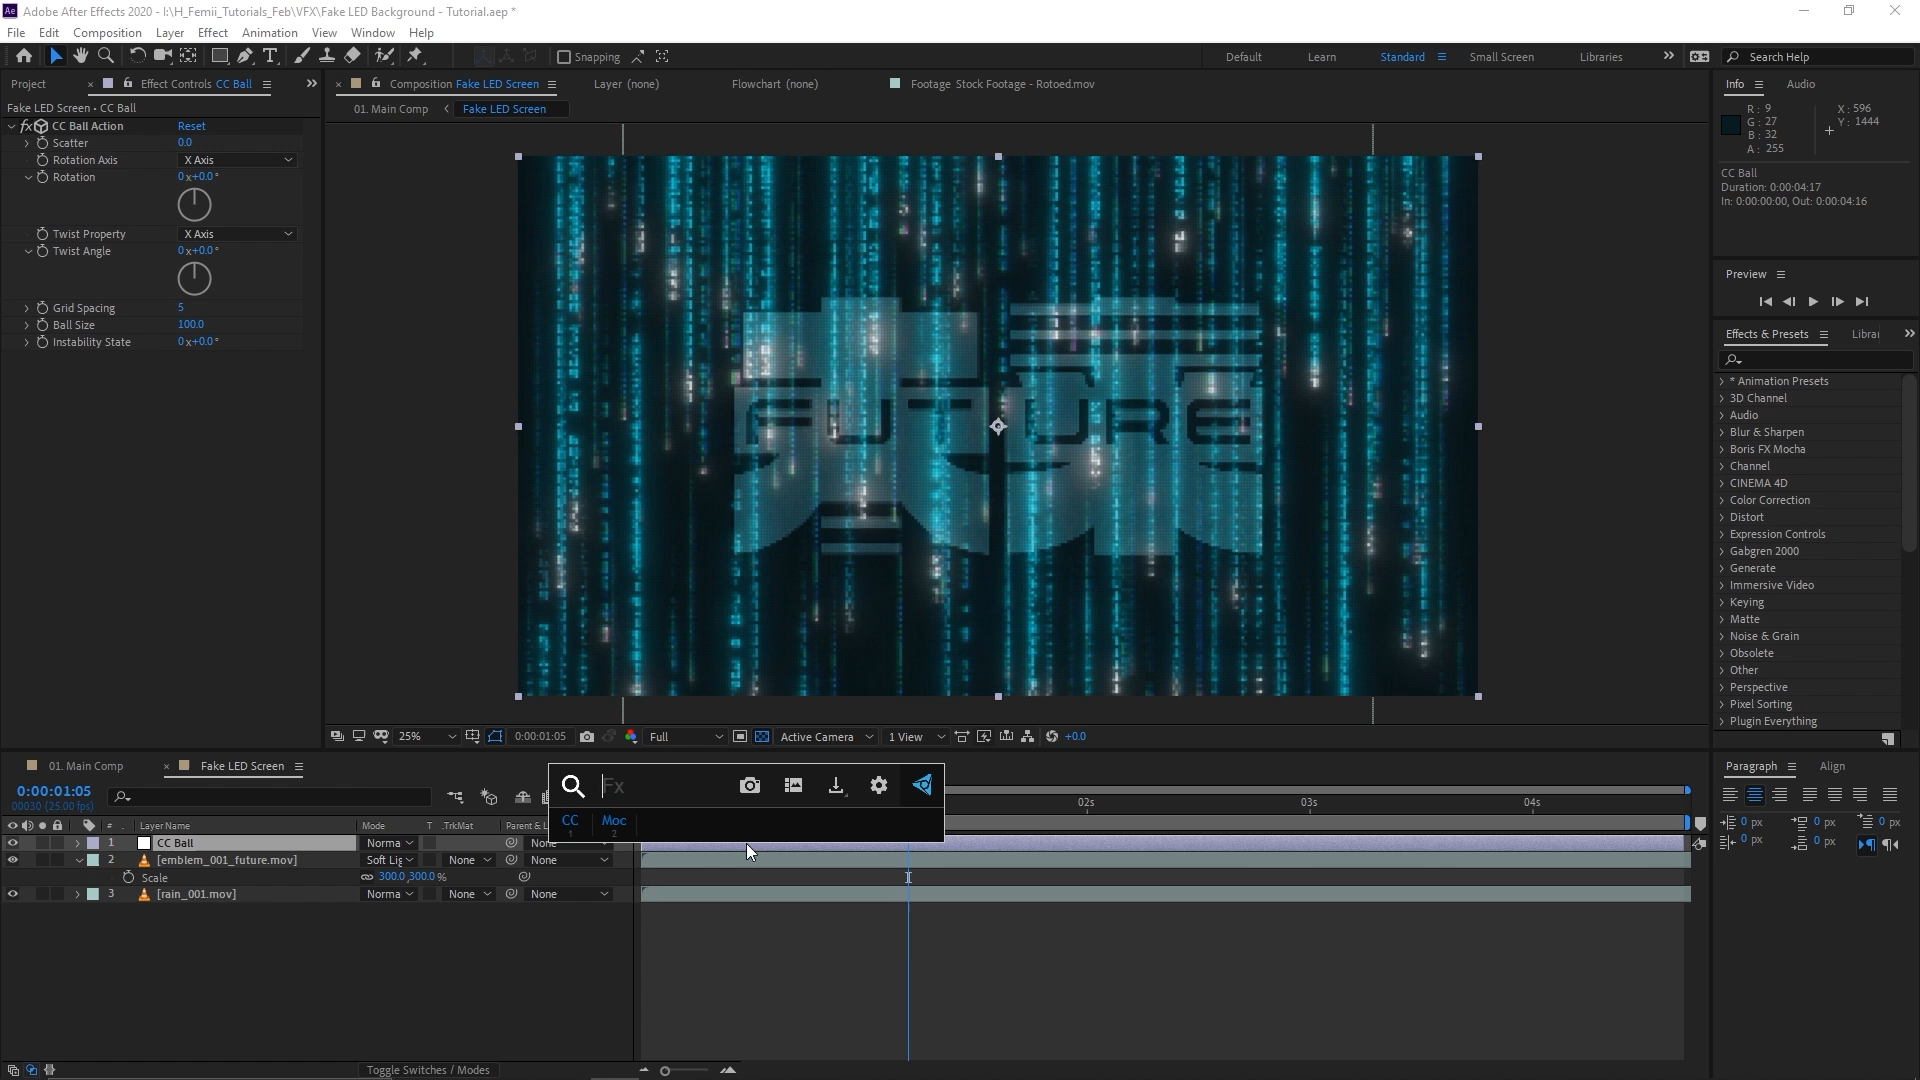 Adobe After Effects 2020 - I:\H_Femii_Tutorials_Feb\VFX\Fake LED Background - Tutorial.aep *
File Edit Composition Layer Effect Animation View Window Help
Snapping
Default Learn Standard Small Screen Libraries
Search Help
Project
Effect Controls CC Ball
Composition Fake LED Screen
Layer (none)
Flowchart (none)
Footage Stock Footage - Rotoed.mov
Info Audio
Fake LED Screen • CC Ball
01. Main Comp
Fake LED Screen
fx CC Ball Action Reset
Scatter 0.0
Rotation Axis X Axis
Rotation 0x+0.0°
Twist Property X Axis
Twist Angle 0x+0.0°
Grid Spacing 5
Ball Size 100.0
Instability State 0x+0.0°
FUTURE
R: 9
G: 27
B: 32
A: 255
X: 596
Y: 1444
CC Ball
Duration: 0:00:04:17
In: 0:00:00:00, Out: 0:00:04:16
Preview
Effects & Presets
* Animation Presets
3D Channel
Audio
Blur & Sharpen
Boris FX Mocha
Channel
CINEMA 4D
Color Correction
Distort
Expression Controls
Gabgren 2000
Generate
Immersive Video
Keying
Matte
Noise & Grain
Obsolete
Other
Perspective
Pixel Sorting
Plugin Everything
25% 0:00:01:05 Full Active Camera 1 View +0.0
01. Main Comp
Fake LED Screen
0:00:01:05
00030 (25.00 fps)
Fx
CC
1
Moc
2
02s 03s 04s
# Layer Name Mode T .TrkMat
1 CC Ball None
2 [emblem_001_future.mov] None None
Scale 300.0,300.0 %
3 [rain_001.mov] None None
Toggle Switches / Modes
Paragraph Align
0 px 0 px 0 px
0 px 0 px